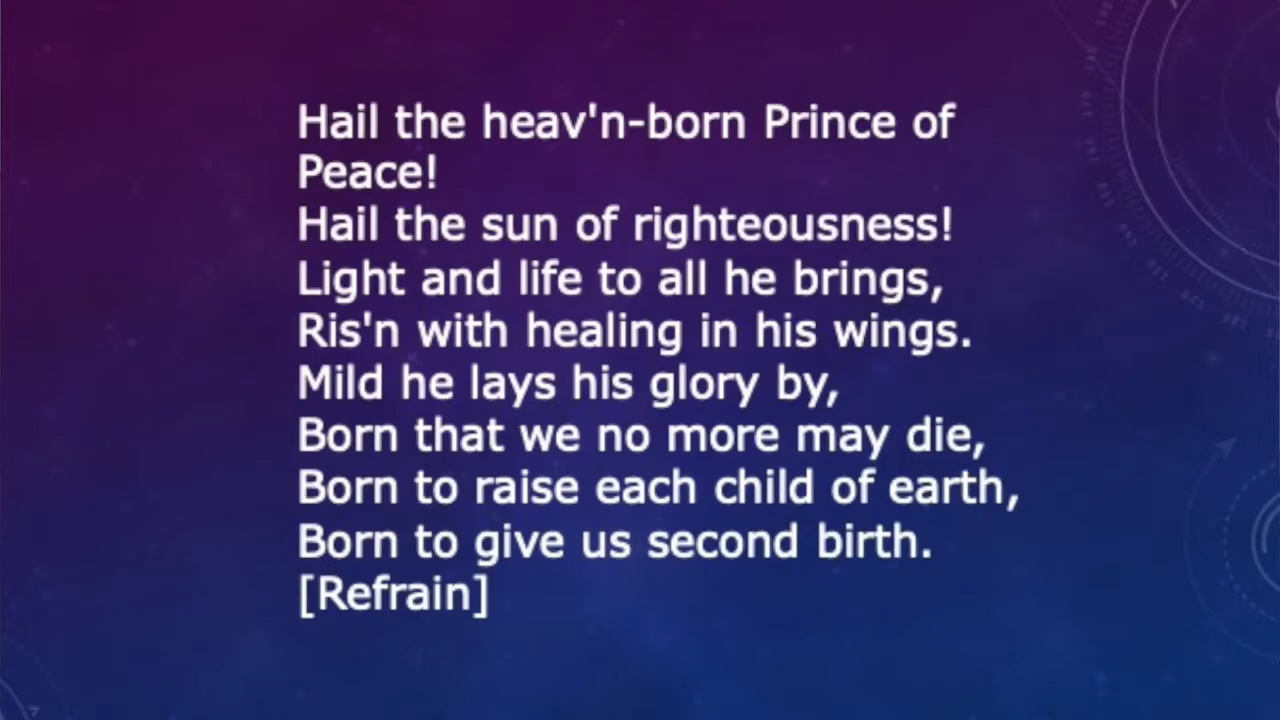 Hail the heav'n-born Prince of
Peace!
Hail the sun of righteousness!
Light and life to all he brings,
Ris'n with healing in his wings.
Mild he lays his glory by,
Born that we no more may die,
Born to raise each child of earth,
Born to give us second birth.
[Refrain]